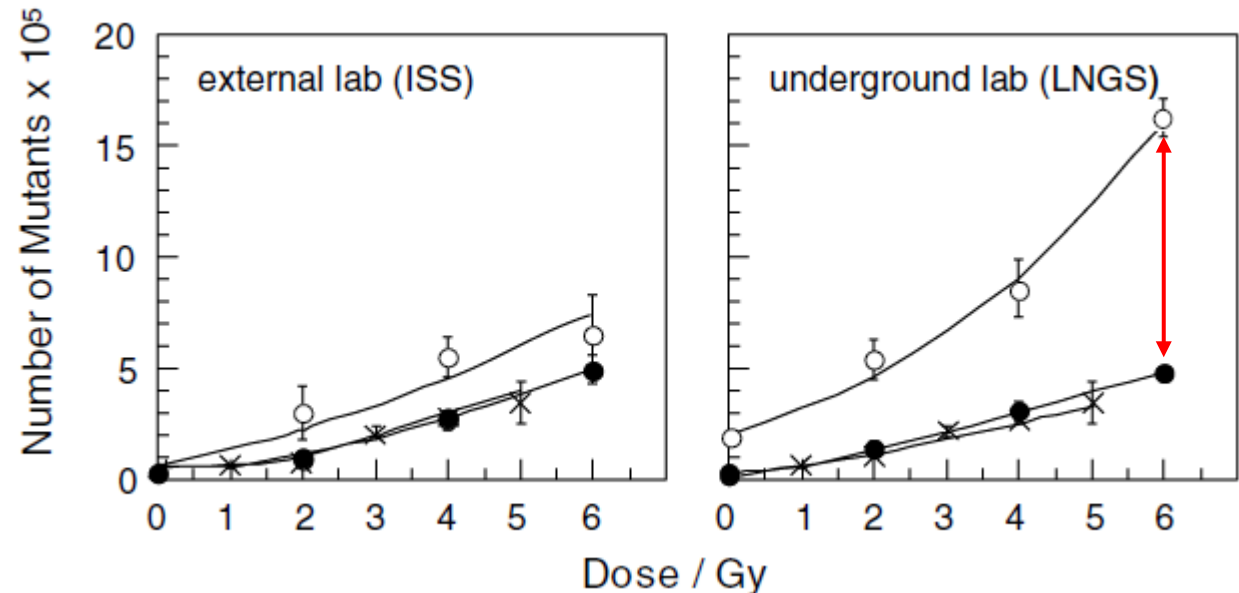 Number of Mutants x 10⁵
20
15
10
5
0
external lab (ISS)
underground lab (LNGS)
0 1 2 3 4 5 6
0 1 2 3 4 5 6
Dose / Gy